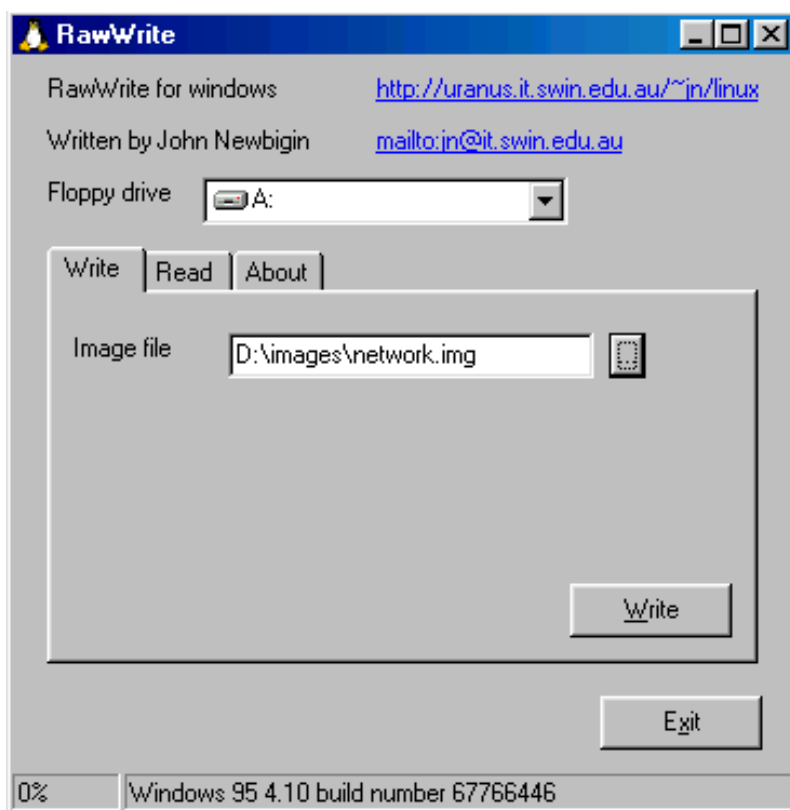 RawWrite
RawWrite for windows http://uranus.it.swin.edu.au/~jn/linux
Written by John Newbigin mailto:jn@it.swin.edu.au
Floppy drive A:
Write Read About
Image file D:\images\network.img ...
Write
Exit
0% Windows 95 4.10 build number 67766446